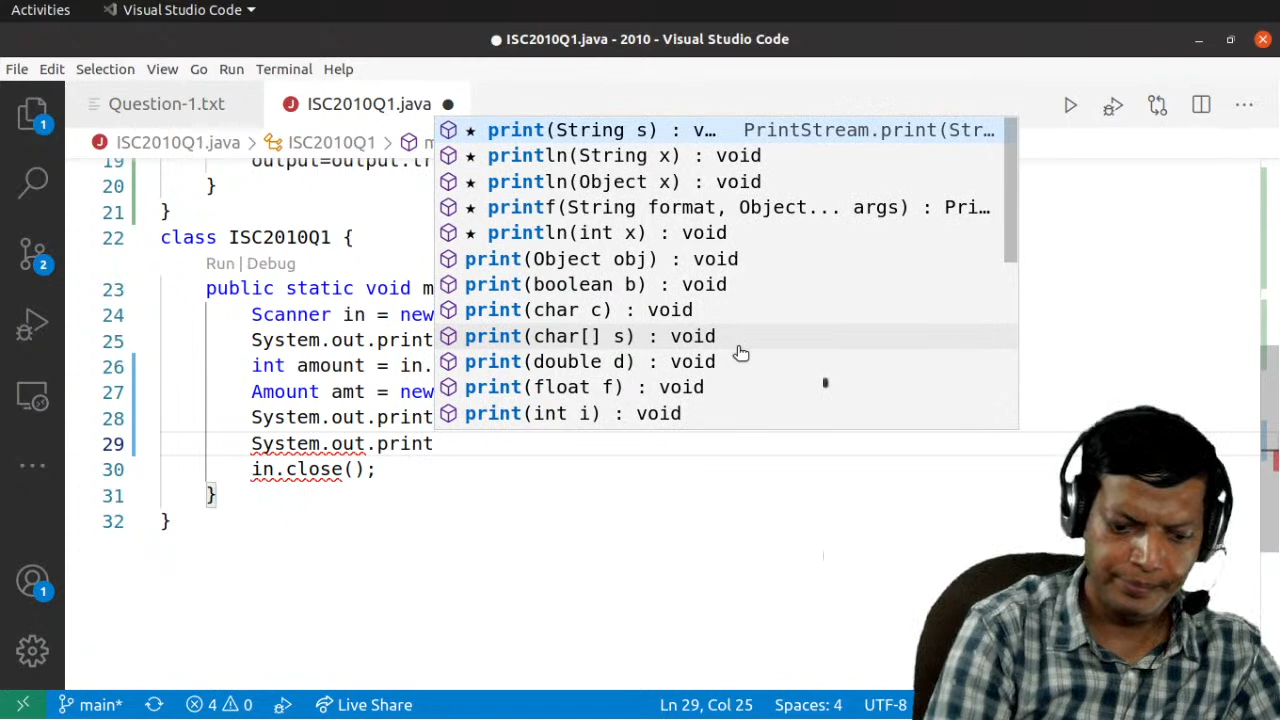 Activities Visual Studio Code
ISC2010Q1.java - 2010 - Visual Studio Code
File Edit Selection View Go Run Terminal Help
Question-1.txt ISC2010Q1.java
ISC2010Q1.java > ISC2010Q1 >
19 output=output.tr
20 }
21 }
22 class ISC2010Q1 {
Run | Debug
23 public static void m
24 Scanner in = new
25 System.out.print
26 int amount = in.
27 Amount amt = new
28 System.out.print
29 System.out.print
30 in.close();
31 }
32 }
★ print(String s) : v… PrintStream.print(Str…
★ println(String x) : void
★ println(Object x) : void
★ printf(String format, Object... args) : Pri…
★ println(int x) : void
print(Object obj) : void
print(boolean b) : void
print(char c) : void
print(char[] s) : void
print(double d) : void
print(float f) : void
print(int i) : void
1
2
1
main* 4 0 Live Share Ln 29, Col 25 Spaces: 4 UTF-8